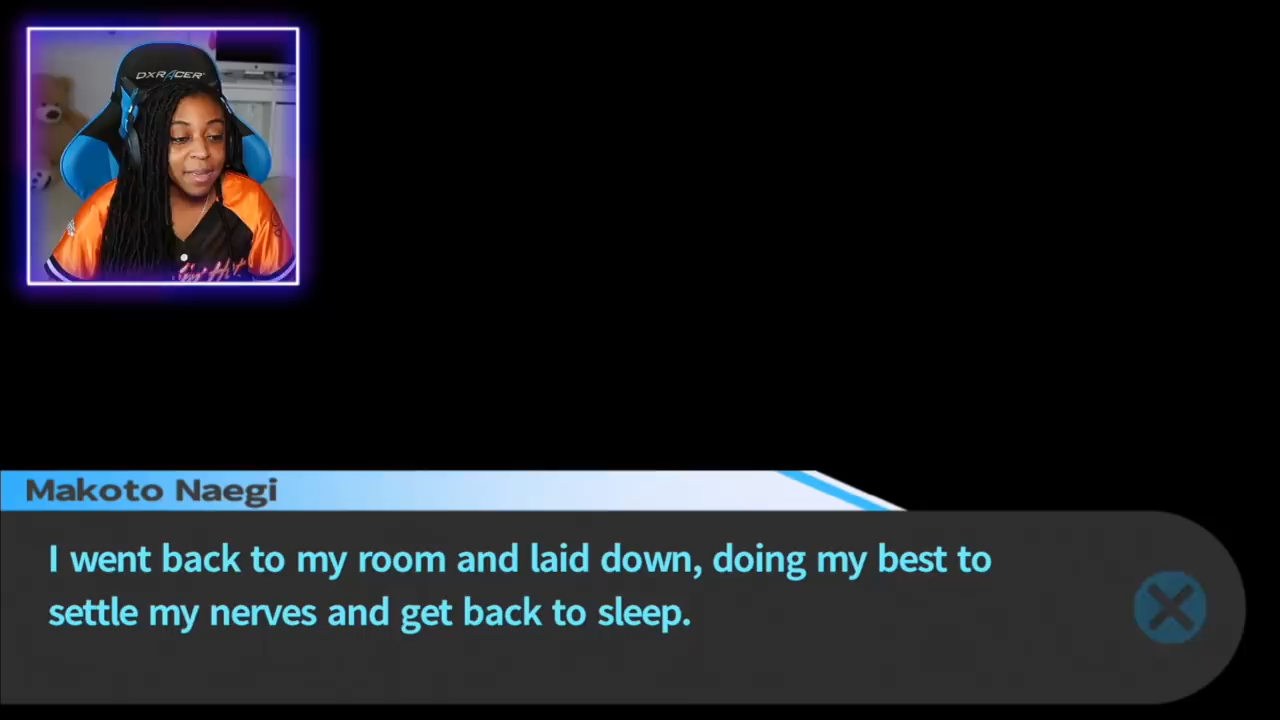 DXRACER
Makoto Naegi
I went back to my room and laid down, doing my best to
settle my nerves and get back to sleep.